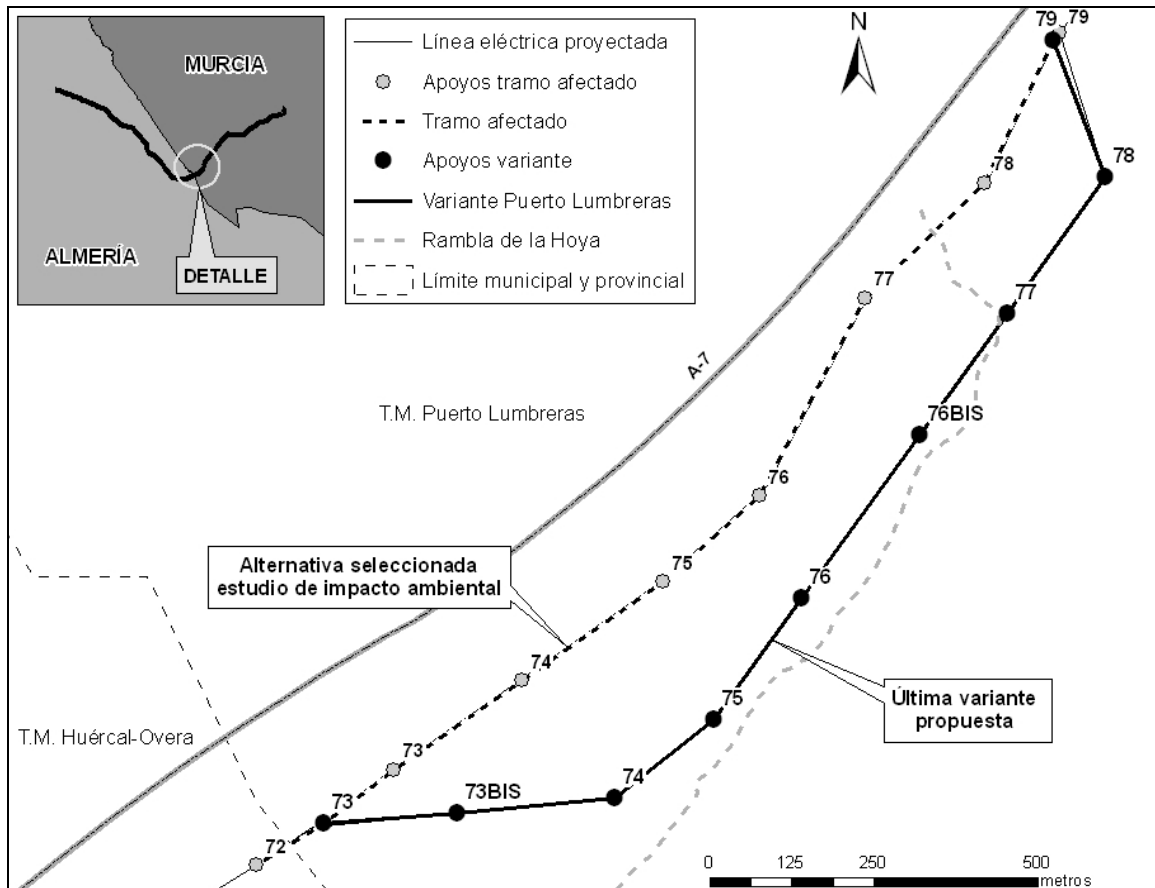 MURCIA
ALMERÍA
DETALLE
Línea eléctrica proyectada
Apoyos tramo afectado
Tramo afectado
Apoyos variante
Variante Puerto Lumbreras
Rambla de la Hoya
Límite municipal y provincial
N
79
79
78
78
77
77
A-7
T.M. Puerto Lumbreras
76BIS
76
75
76
Alternativa seleccionada
estudio de impacto ambiental
74
75
Última variante
propuesta
T.M. Huércal-Overa
73
74
73BIS
73
72
0 125 250 500
metros